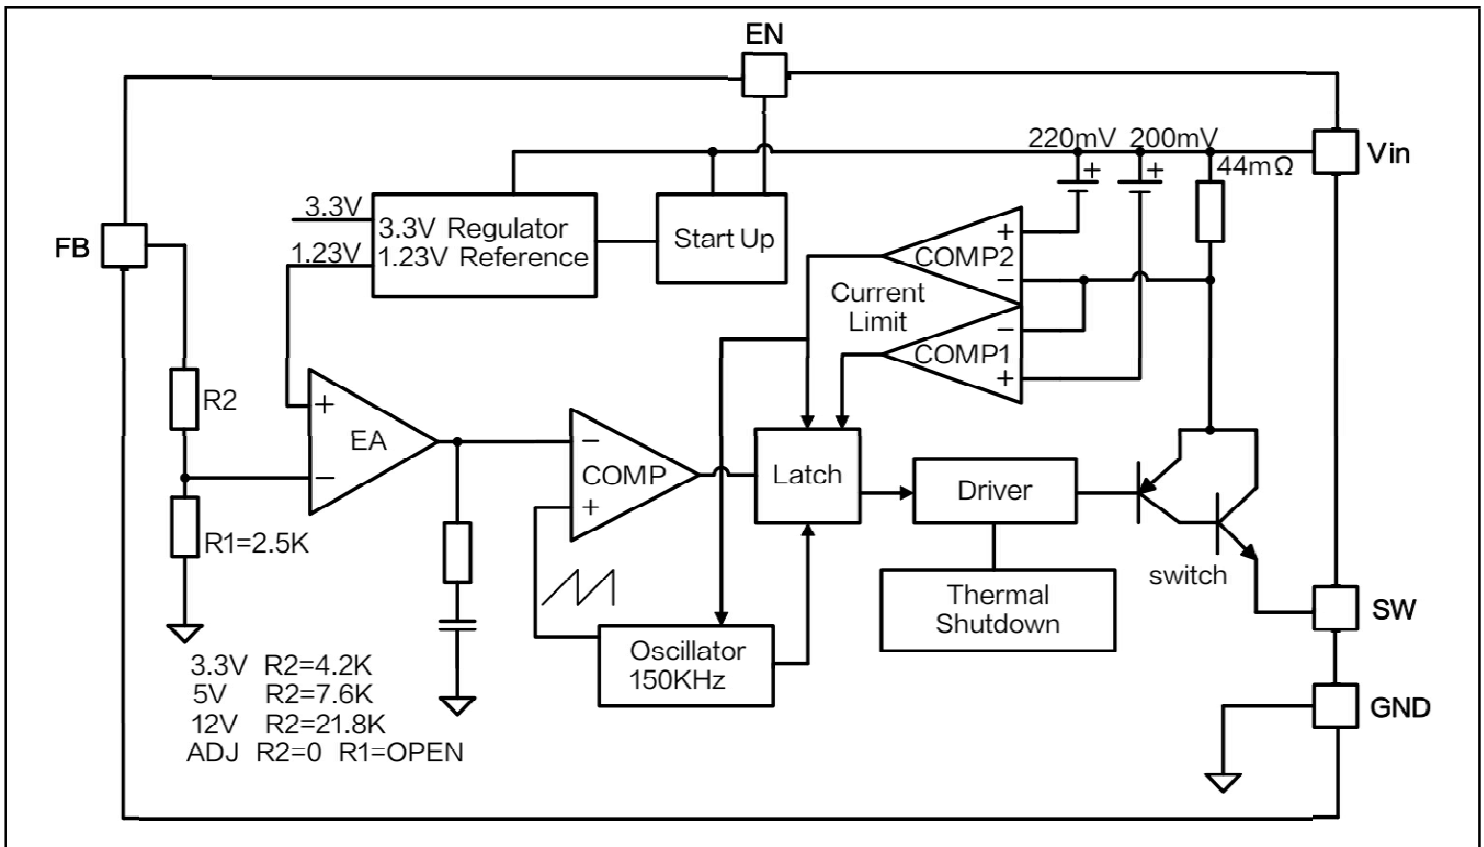 EN
220mV 200mV
Vin
44mΩ
3.3V
3.3V Regulator
1.23V Reference
1.23V
Start Up
FB
+
+
+
COMP2
−
Current
Limit
−
COMP1
+
R2
+
EA
−
−
COMP
+
Latch
Driver
R1=2.5K
switch
Thermal
Shutdown
SW
Oscillator
150KHz
3.3V R2=4.2K
5V R2=7.6K
12V R2=21.8K
ADJ R2=0 R1=OPEN
GND